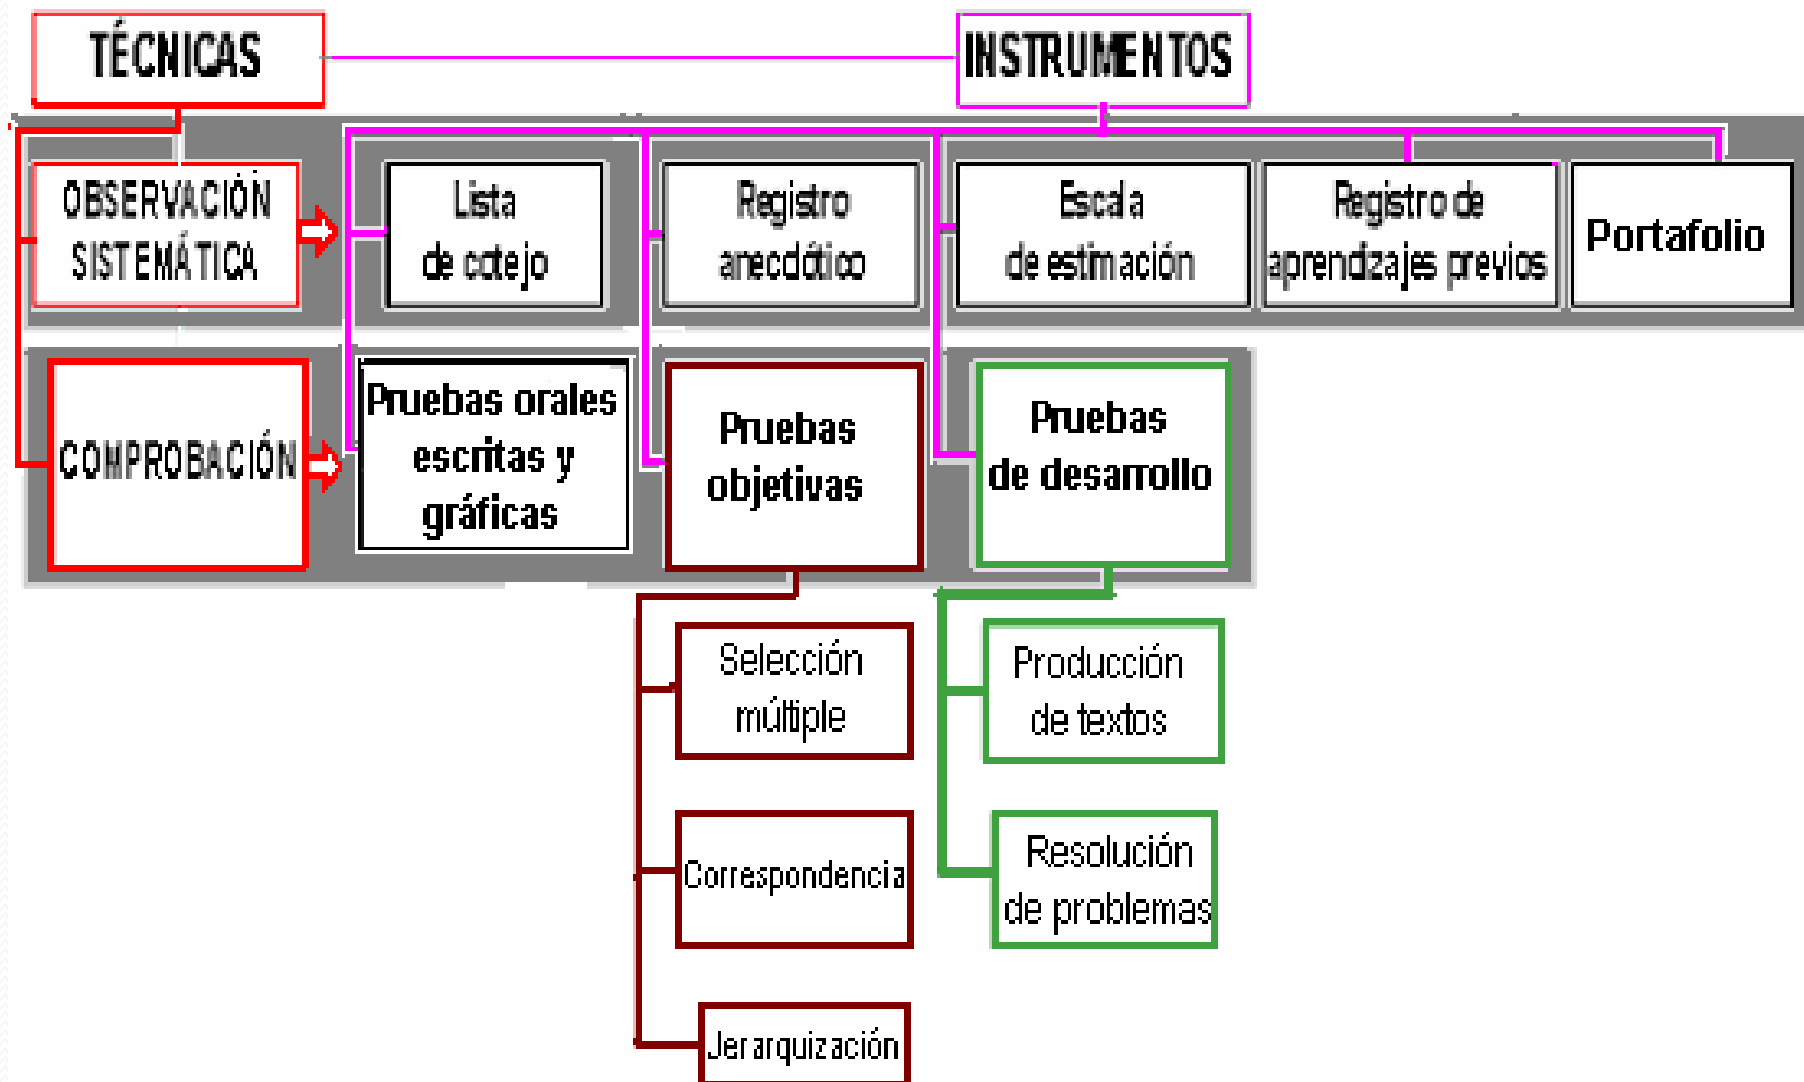 TÉCNICAS
INSTRUMENTOS
OBSERVACIÓN
SISTEMÁTICA
Lista
de cotejo
Registro
anecdótico
Escala
de estimación
Registro de
aprendizajes previos
Portafolio
COMPROBACIÓN
Pruebas orales
escritas y
gráficas
Pruebas
objetivas
Pruebas
de desarrollo
Selección
múltiple
Producción
de textos
Correspondencia
Resolución
de problemas
Jerarquización